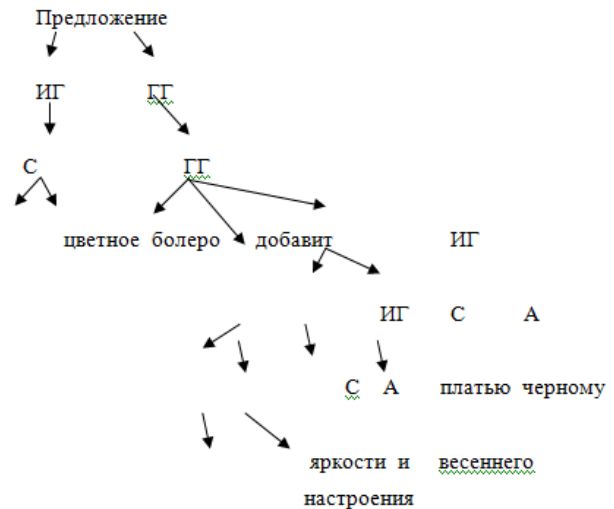 Предложение
ИГ ГГ
С ГГ
цветное болеро добавит ИГ
ИГ С А
С А платью черному
яркости и весеннего
настроения